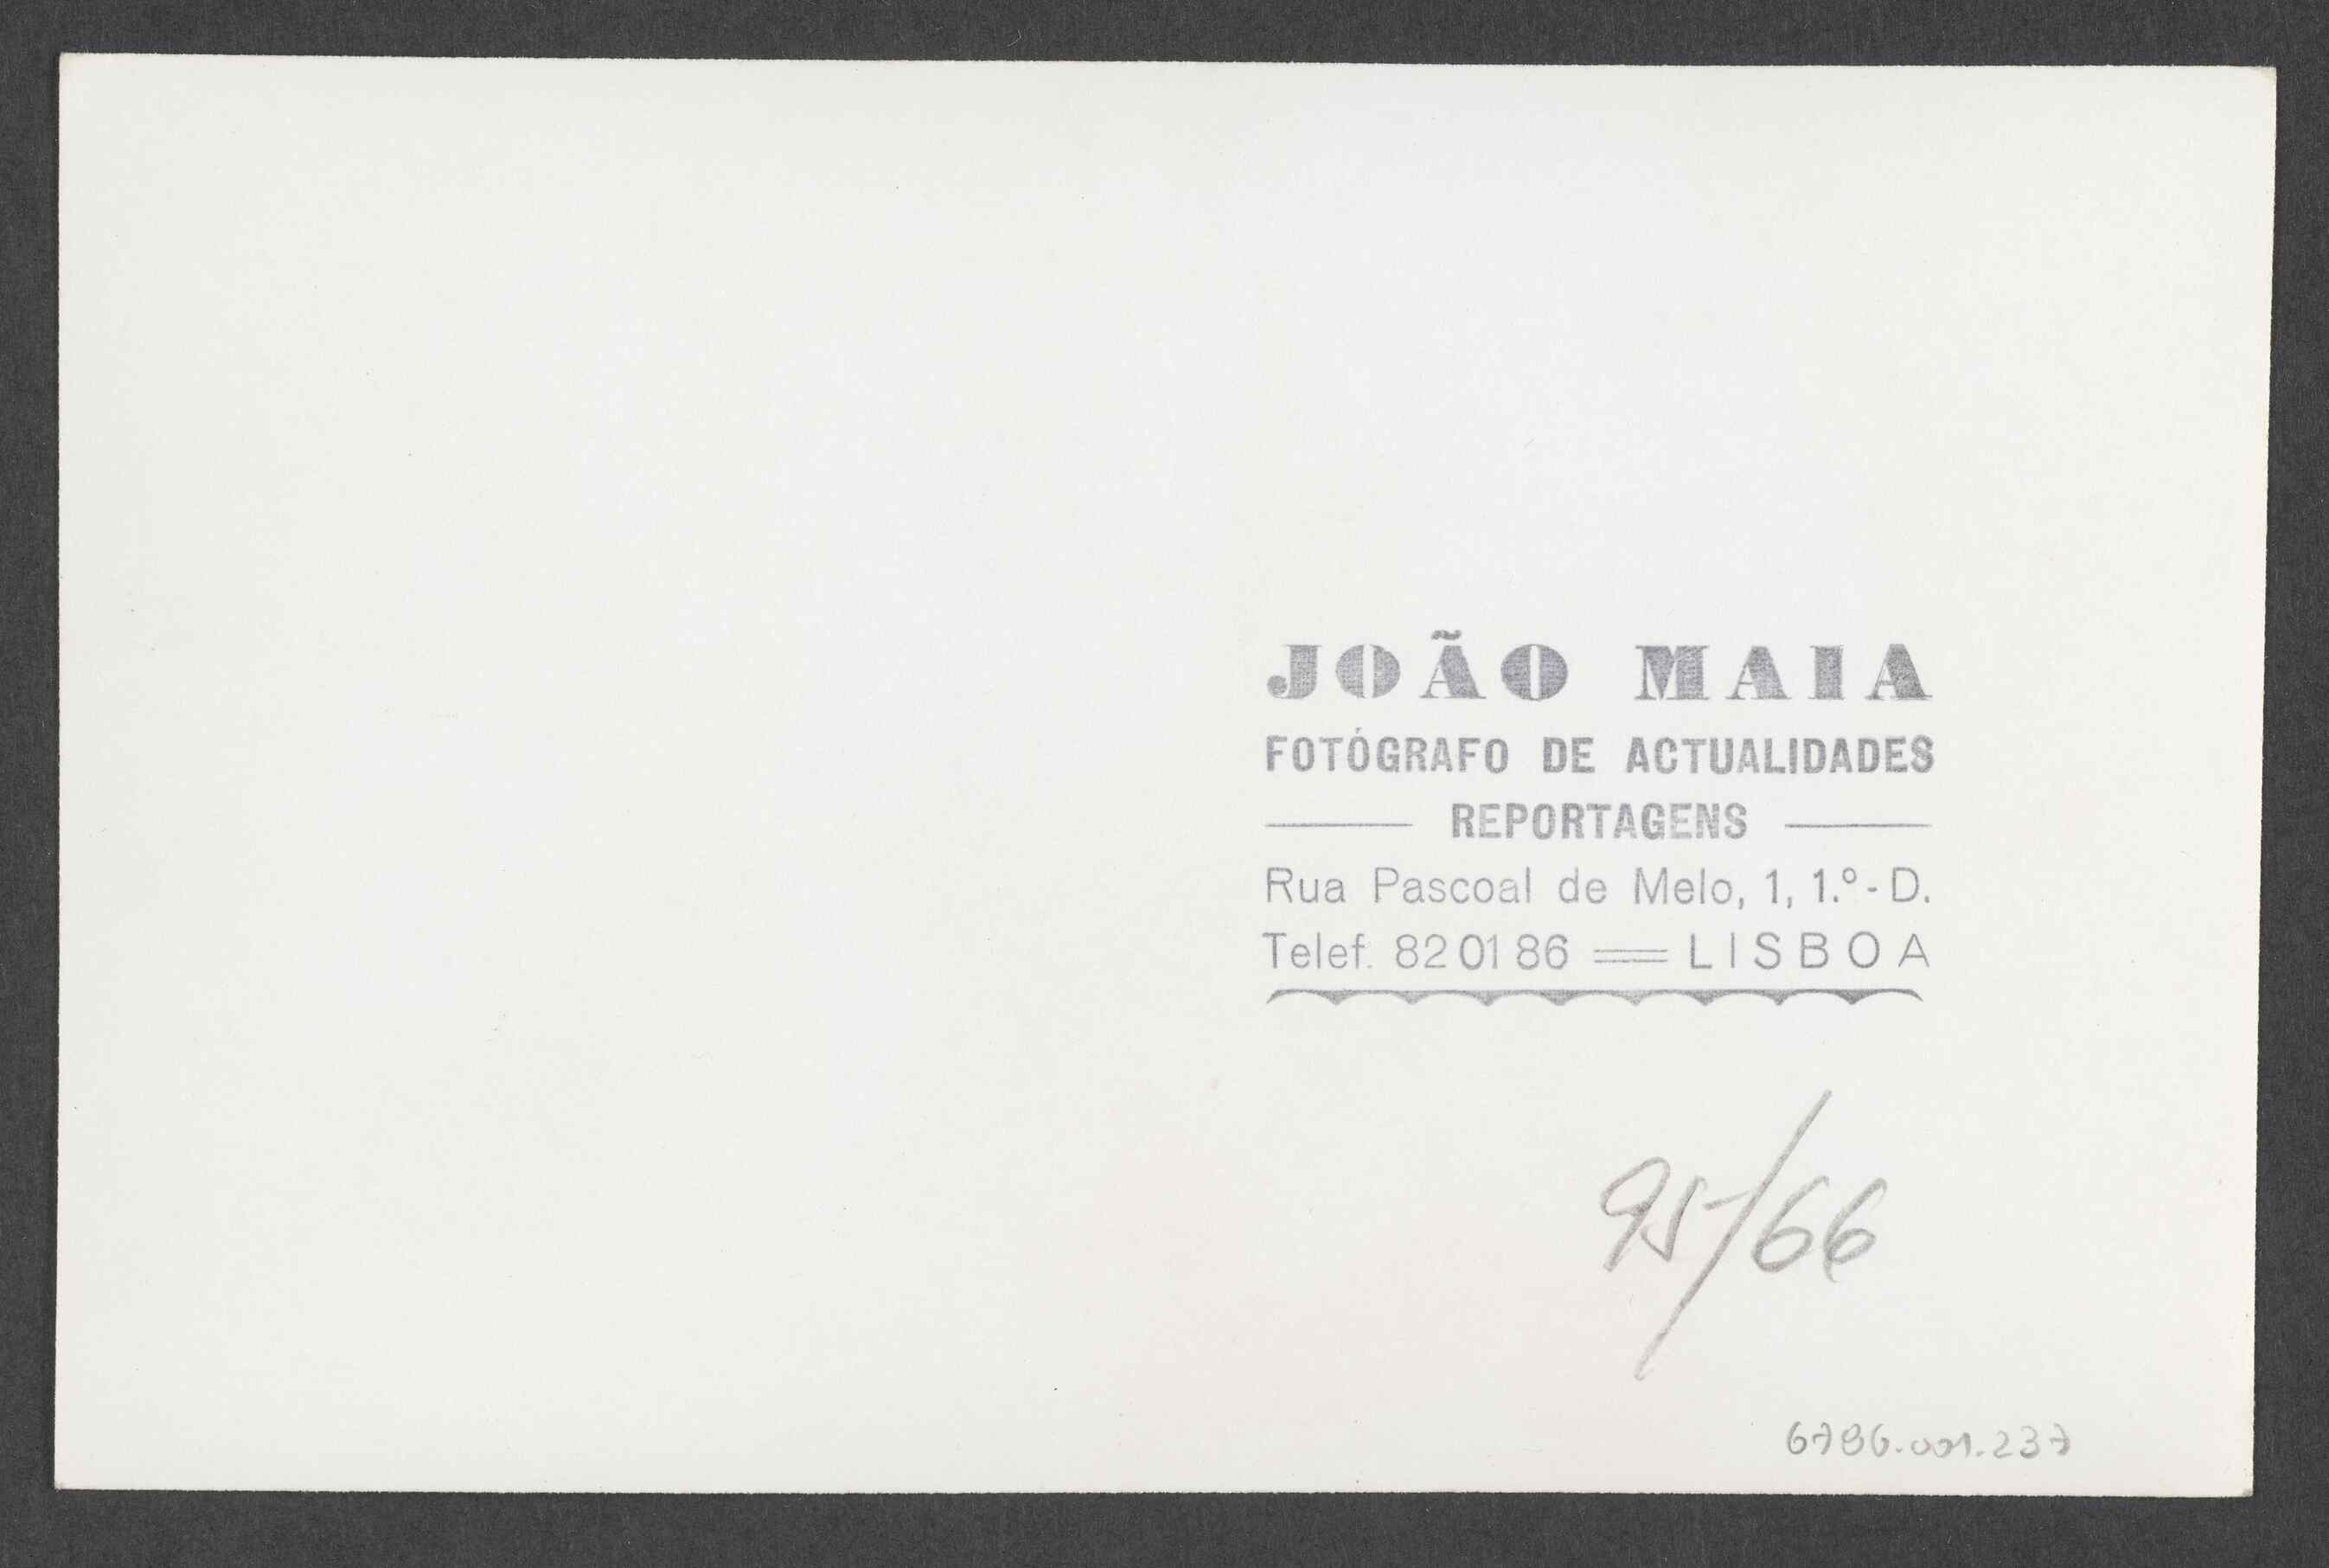 JOÃO MAIA
FOTÓGRAFO DE ACTUALIDADES
REPORTAGENS
Rua Pascoal de Melo, 1, 1.º-D.
Telef. 82 01 86 == LISBOA
95/66
6786.001.237